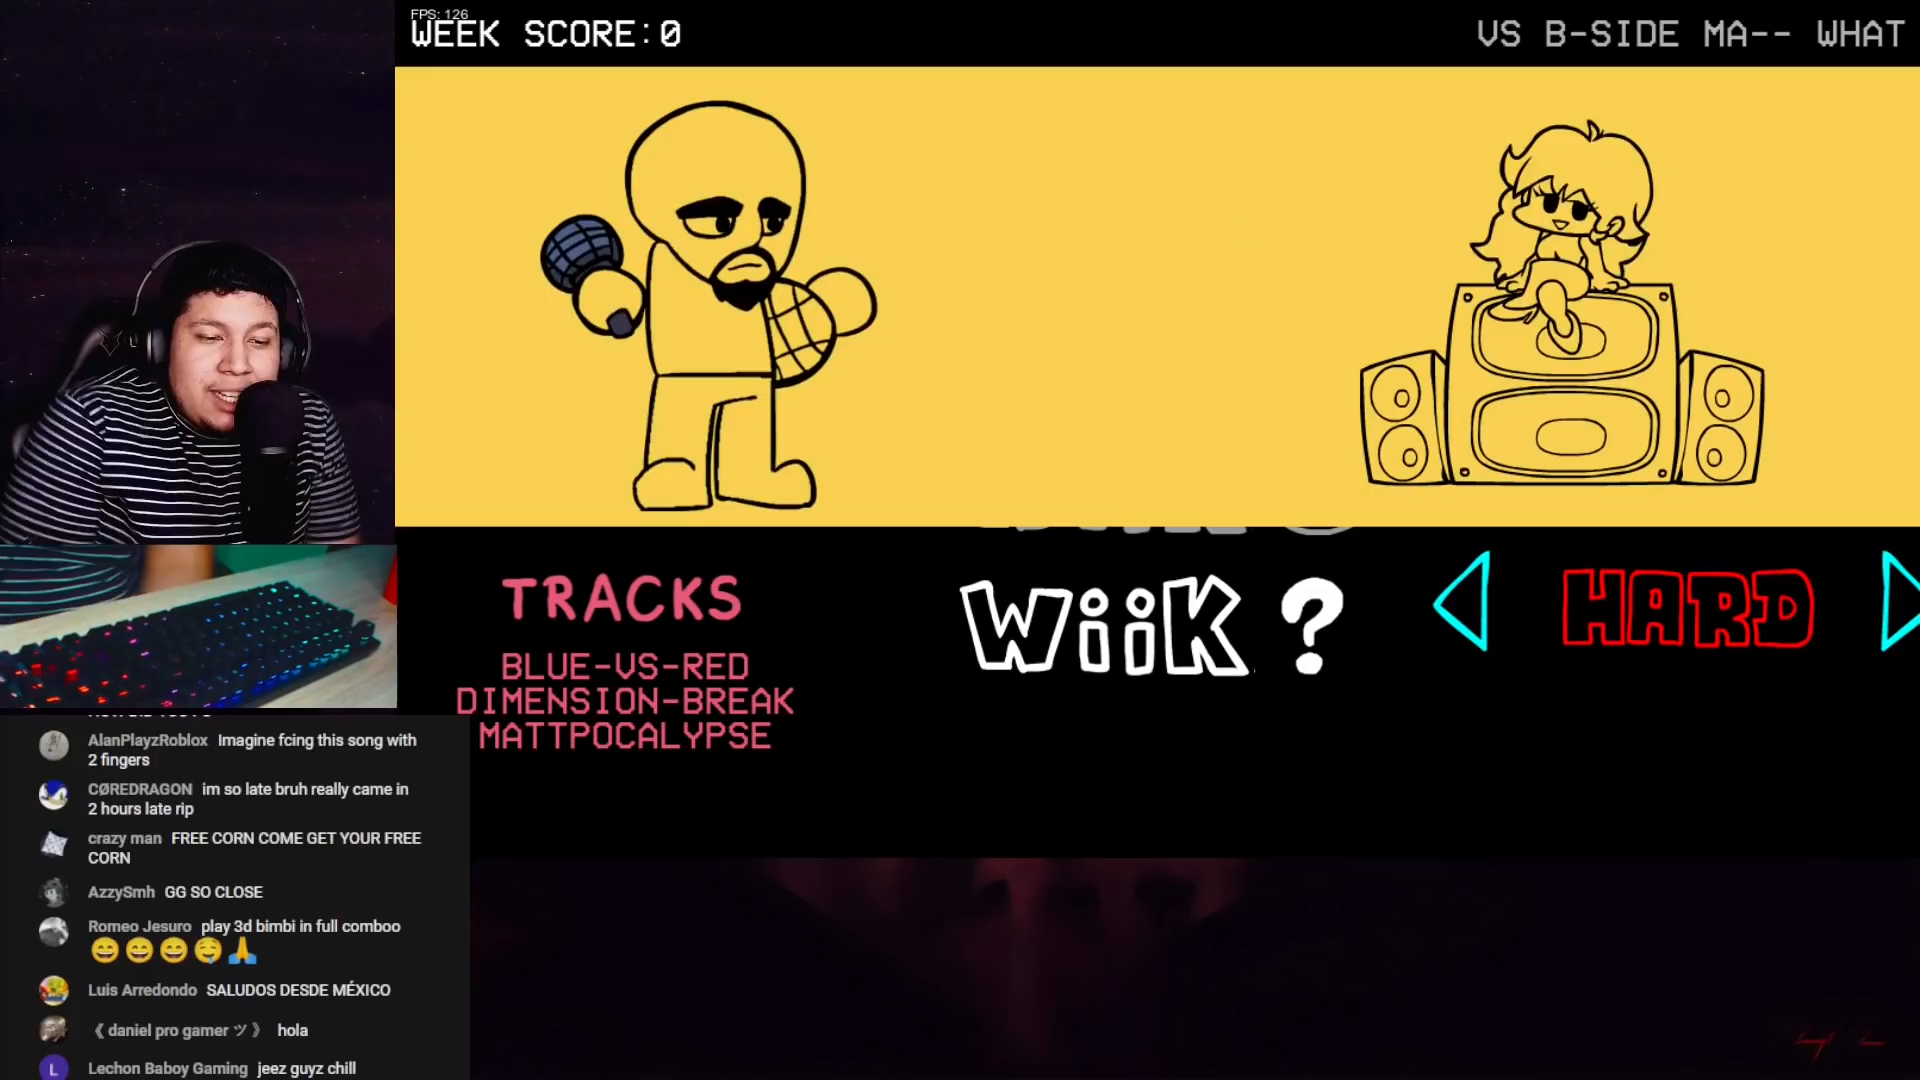 FPS: 126
WEEK SCORE:0
VS B-SIDE MA-- WHAT
TRACKS
BLUE-VS-RED
DIMENSION-BREAK
MATTPOCALYPSE
WiiK ?
HARD
AlanPlayzRoblox Imagine fcing this song with
2 fingers
CØREDRAGON im so late bruh really came in
2 hours late rip
crazy man FREE CORN COME GET YOUR FREE
CORN
AzzySmh GG SO CLOSE
Romeo Jesuro play 3d bimbi in full comboo
😄😄😄🤤🙏
Luis Arredondo SALUDOS DESDE MÉXICO
《 daniel pro gamer ツ 》 hola
L
Lechon Baboy Gaming jeez guyz chill